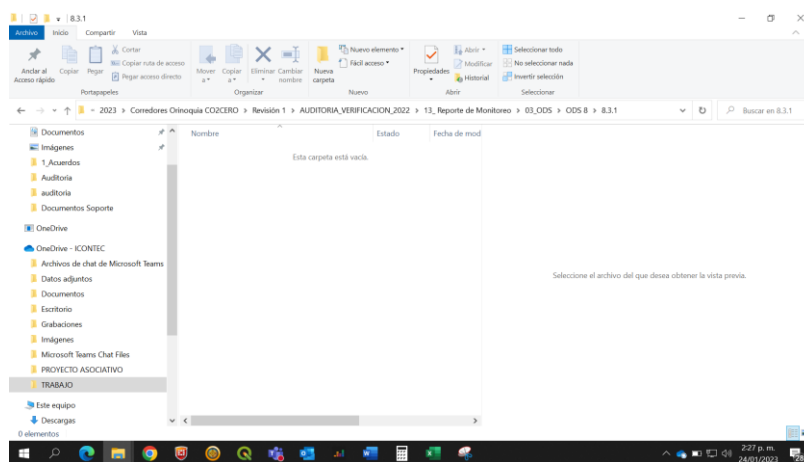 8.3.1
Archivo Inicio Compartir Vista
Anclar al Acceso rápido
Copiar
Pegar
Cortar
Copiar ruta de acceso
Pegar acceso directo
Portapapeles
Mover a
Copiar a
Eliminar
Cambiar nombre
Organizar
Nueva carpeta
Nuevo elemento
Fácil acceso
Nuevo
Propiedades
Abrir
Modificar
Historial
Abrir
Seleccionar todo
No seleccionar nada
Invertir selección
Seleccionar
« 2023 > Corredores Orinoquia CO2CERO > Revisión 1 > AUDITORIA_VERIFICACION_2022 > 13_ Reporte de Monitoreo > 03_ODS > ODS 8 > 8.3.1
Buscar en 8.3.1
Documentos
Imágenes
1_Acuerdos
Auditoria
auditoria
Documentos Soporte
OneDrive
OneDrive - ICONTEC
Archivos de chat de Microsoft Teams
Datos adjuntos
Documentos
Escritorio
Grabaciones
Imágenes
Microsoft Teams Chat Files
PROYECTO ASOCIATIVO
TRABAJO
Este equipo
Descargas
Nombre Estado Fecha de mod
Esta carpeta está vacía.
Seleccione el archivo del que desea obtener la vista previa.
0 elementos
2:27 p. m.
24/01/2023